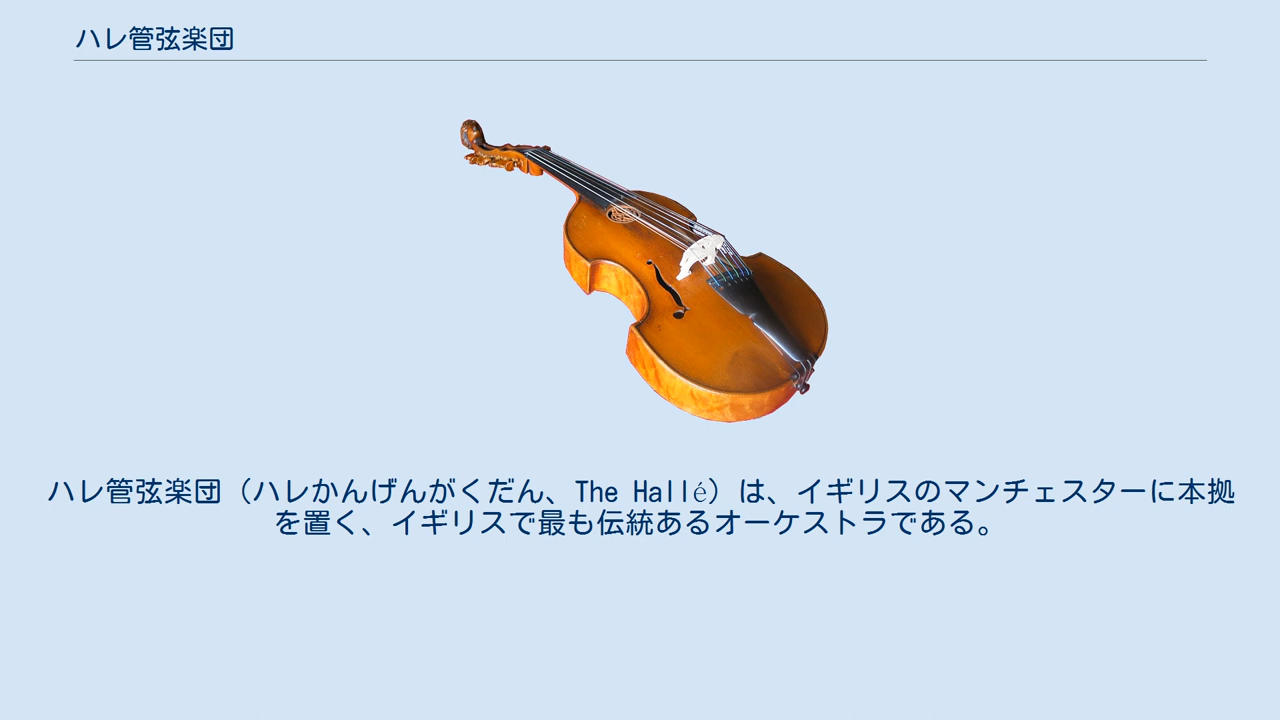 ハレ管弦楽団
ハレ管弦楽団（ハレかんげんがくだん、The Hallé）は、イギリスのマンチェスターに本拠
を置く、イギリスで最も伝統あるオーケストラである。